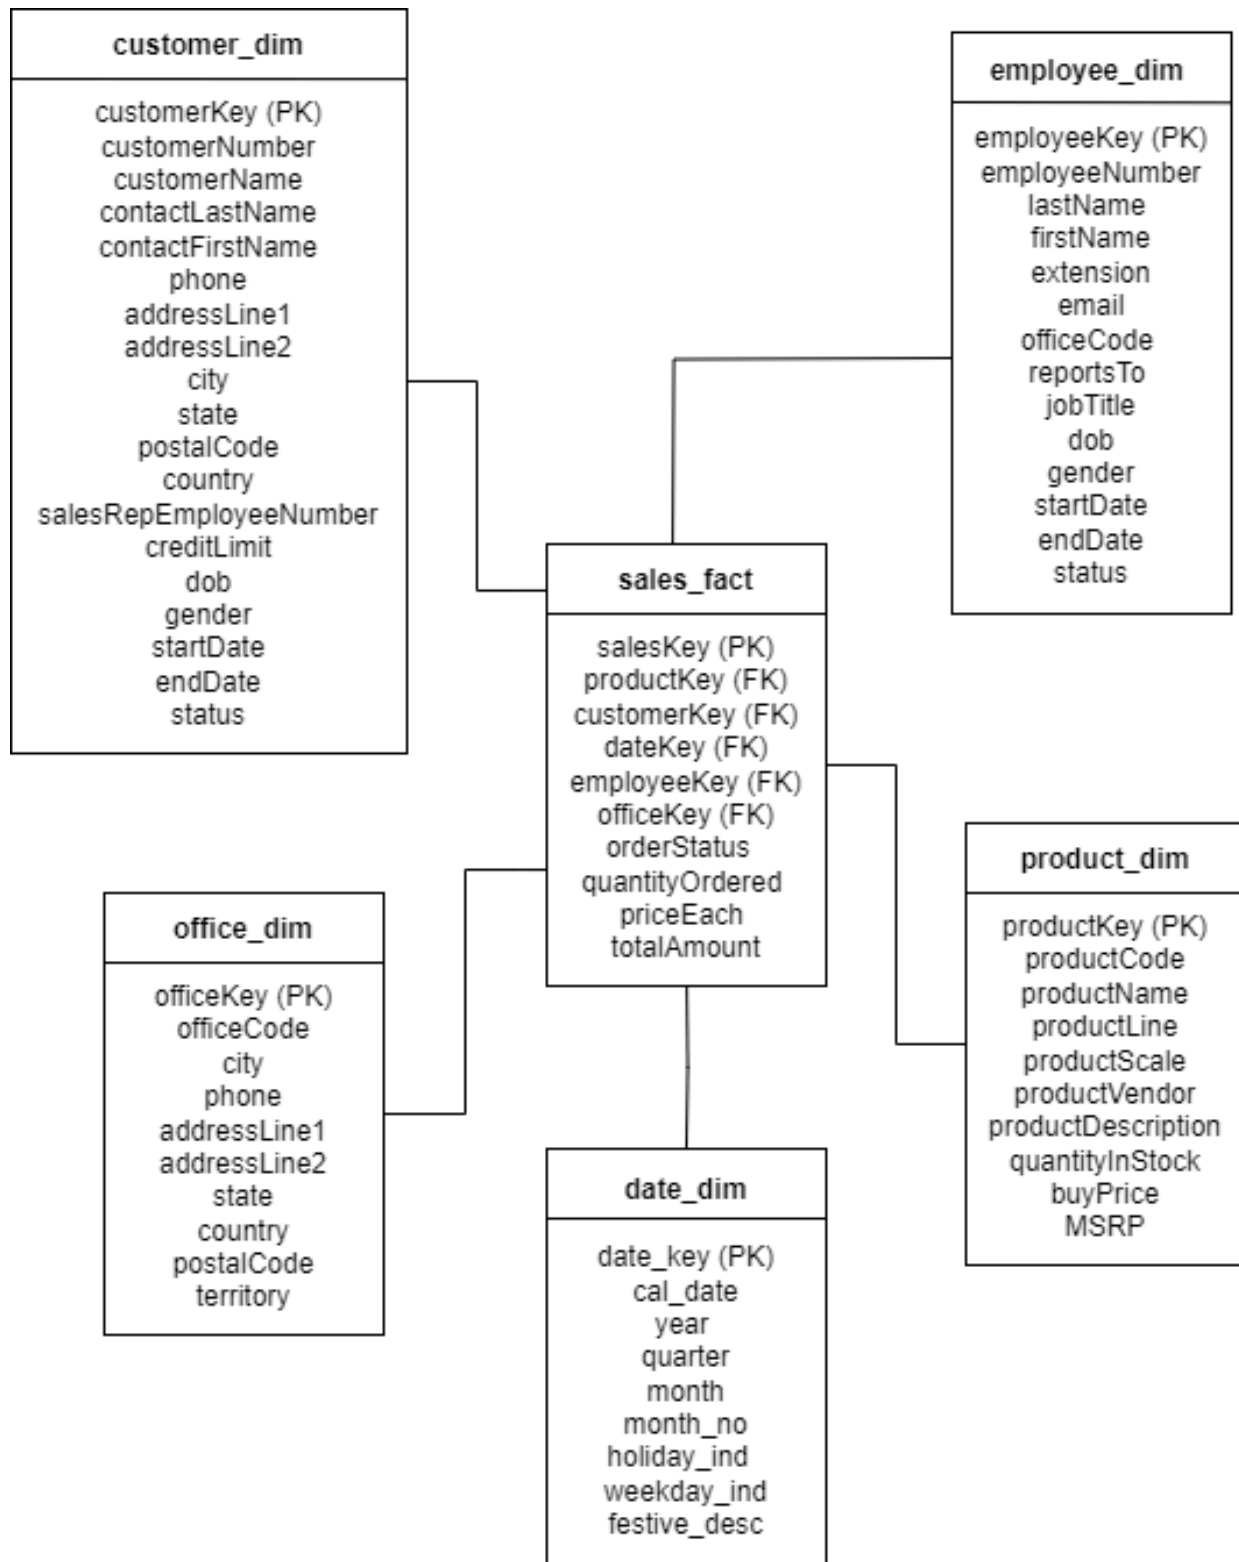 customer_dim
customerKey (PK)
customerNumber
customerName
contactLastName
contactFirstName
phone
addressLine1
addressLine2
city
state
postalCode
country
salesRepEmployeeNumber
creditLimit
dob
gender
startDate
endDate
status
employee_dim
employeeKey (PK)
employeeNumber
lastName
firstName
extension
email
officeCode
reportsTo
jobTitle
dob
gender
startDate
endDate
status
sales_fact
salesKey (PK)
productKey (FK)
customerKey (FK)
dateKey (FK)
employeeKey (FK)
officeKey (FK)
orderStatus
quantityOrdered
priceEach
totalAmount
office_dim
officeKey (PK)
officeCode
city
phone
addressLine1
addressLine2
state
country
postalCode
territory
product_dim
productKey (PK)
productCode
productName
productLine
productScale
productVendor
productDescription
quantityInStock
buyPrice
MSRP
date_dim
date_key (PK)
cal_date
year
quarter
month
month_no
holiday_ind
weekday_ind
festive_desc